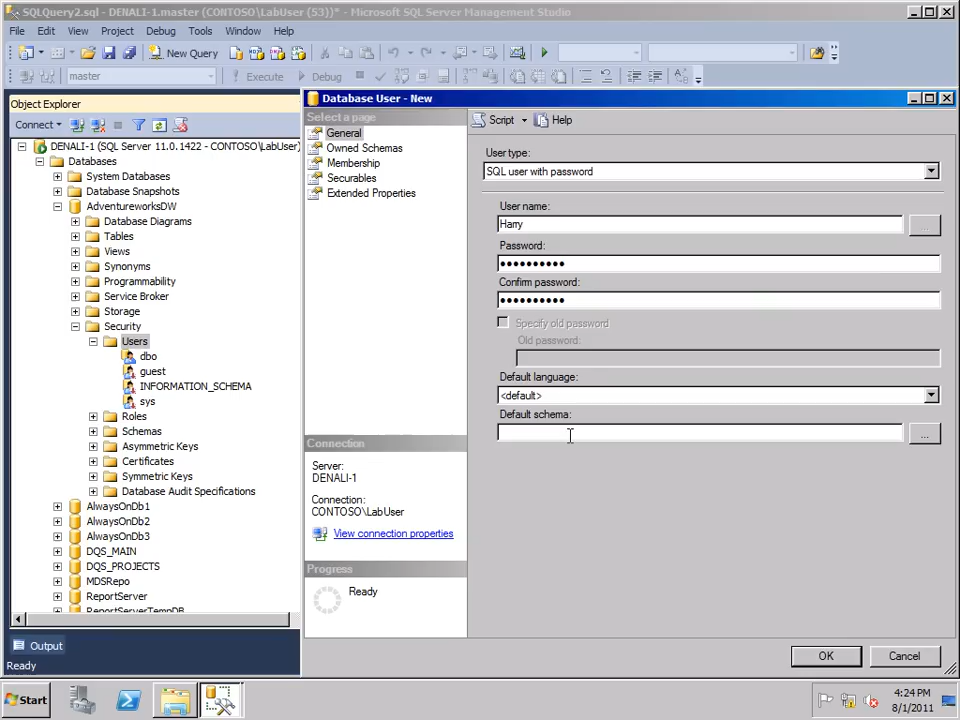 SQLQuery2.sql - DENALI-1.master (CONTOSO\LabUser (53))* - Microsoft SQL Server Management Studio
File Edit View Project Debug Tools Window Help
New Query
master Execute Debug
Object Explorer
Connect
DENALI-1 (SQL Server 11.0.1422 - CONTOSO\LabUser)
Databases
System Databases
Database Snapshots
AdventureworksDW
Database Diagrams
Tables
Views
Synonyms
Programmability
Service Broker
Storage
Security
Users
dbo
guest
INFORMATION_SCHEMA
sys
Roles
Schemas
Asymmetric Keys
Certificates
Symmetric Keys
Database Audit Specifications
AlwaysOnDb1
AlwaysOnDb2
AlwaysOnDb3
DQS_MAIN
DQS_PROJECTS
MDSRepo
ReportServer
ReportServerTempDB
Output
Ready
Database User - New
Select a page
General
Owned Schemas
Membership
Securables
Extended Properties
Connection
Server:
DENALI-1
Connection:
CONTOSO\LabUser
View connection properties
Progress
Ready
Script Help
User type:
SQL user with password
User name:
Harry
...
Password:
●●●●●●●●●●
Confirm password:
●●●●●●●●●●
Specify old password
Old password:
Default language:
<default>
Default schema:
...
OK Cancel
Start
4:24 PM
8/1/2011